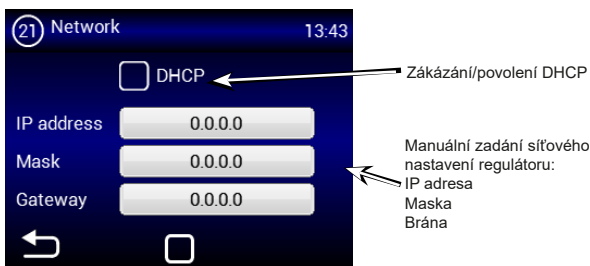 21 Network 13:43
DHCP
Zákázání/povolení DHCP
IP address 0.0.0.0
Mask 0.0.0.0
Gateway 0.0.0.0
Manuální zadání síťového
nastavení regulátoru:
IP adresa
Maska
Brána